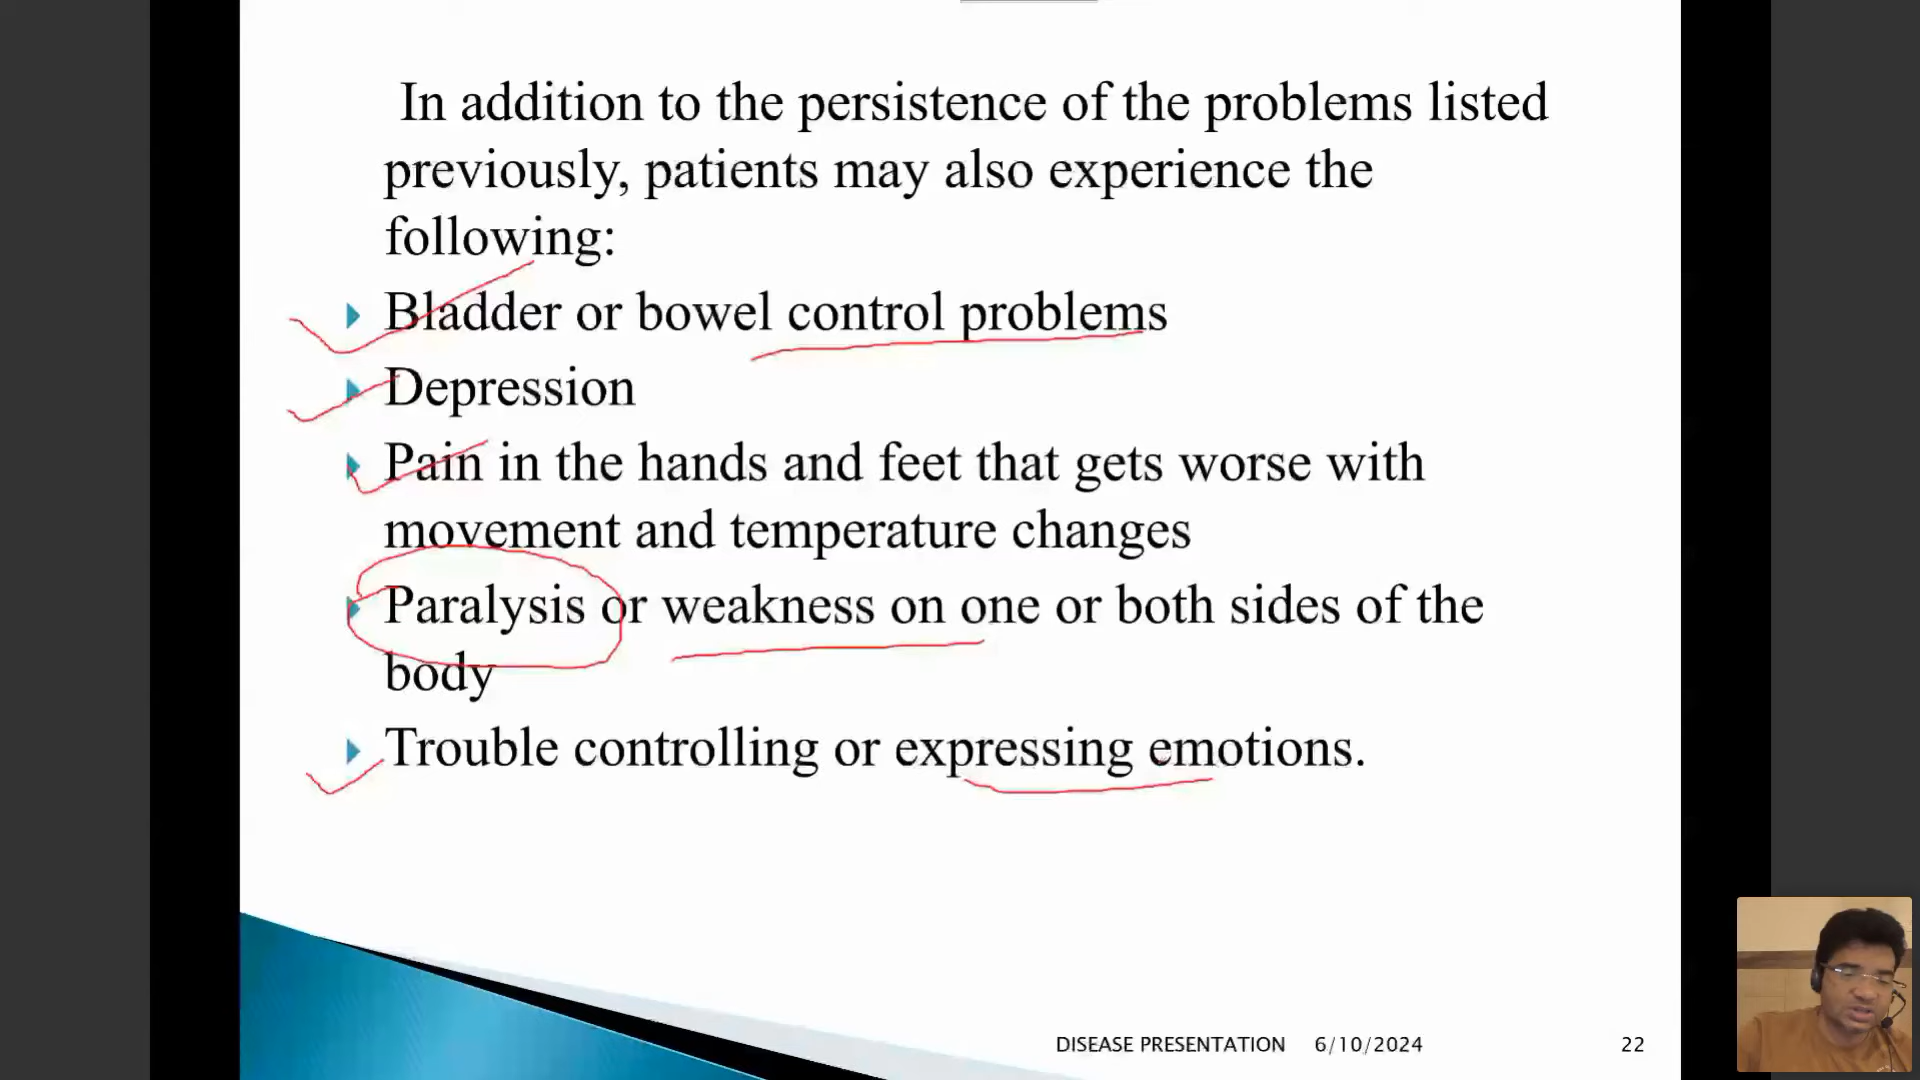 In addition to the persistence of the problems listed
previously, patients may also experience the
following:
Bladder or bowel control problems
Depression
Pain in the hands and feet that gets worse with
movement and temperature changes
Paralysis or weakness on one or both sides of the
body
Trouble controlling or expressing emotions.
DISEASE PRESENTATION 6/10/2024 22